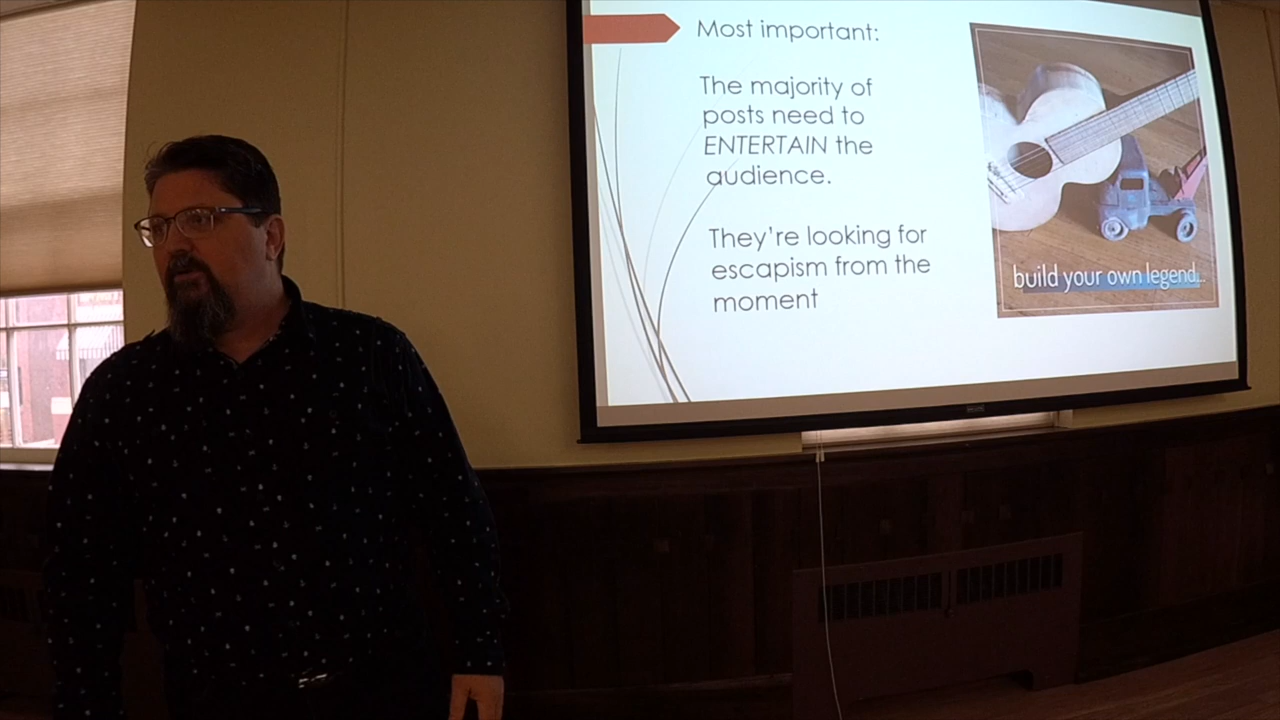 Most important:
The majority of
posts need to
ENTERTAIN the
audience.
They're looking for
escapism from the
moment
build your own legend...